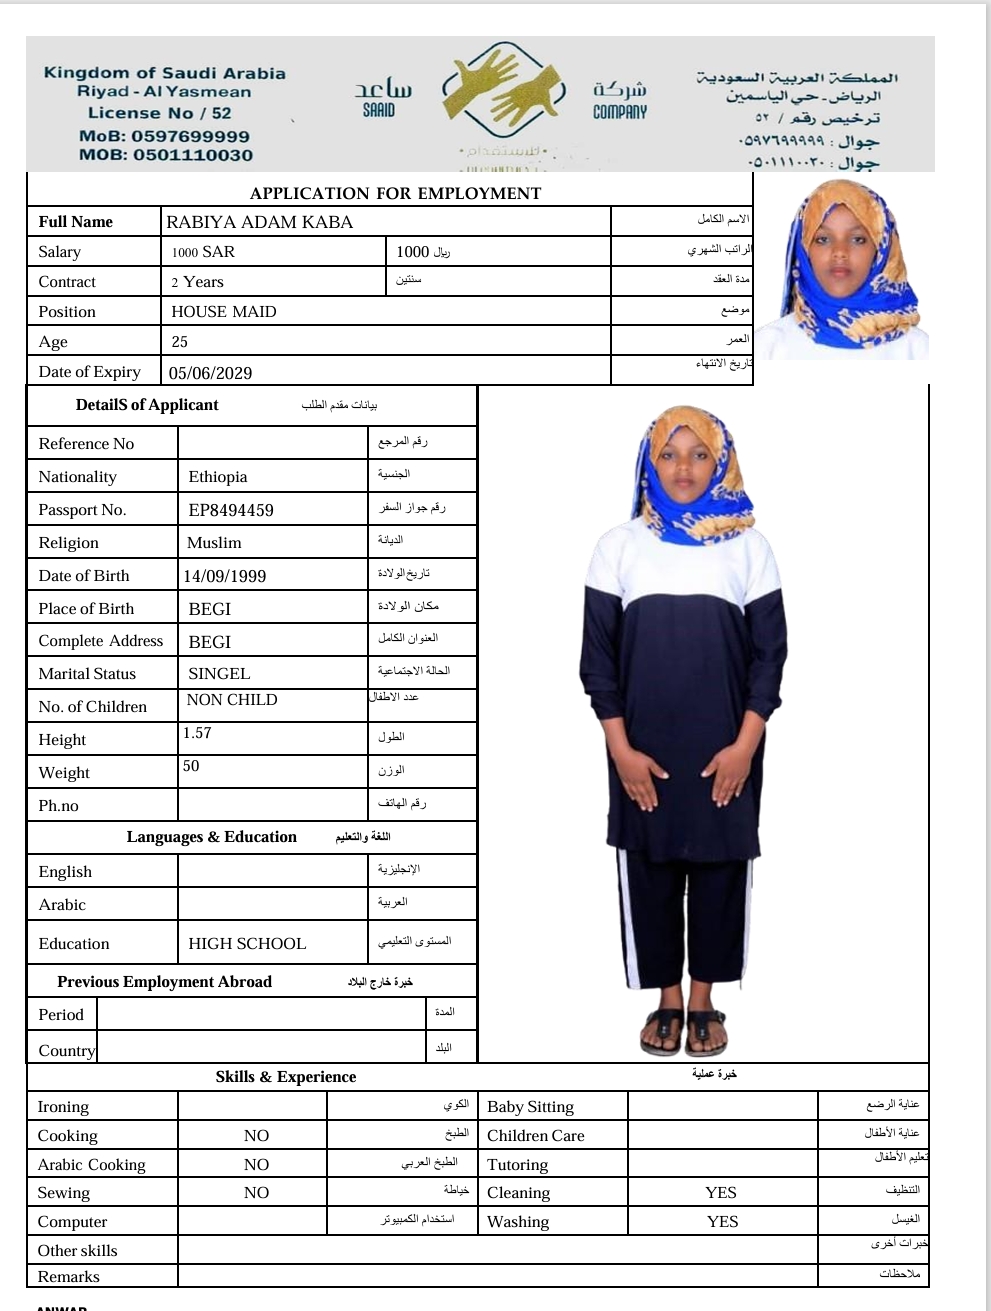 Kingdom of Saudi Arabia
Riyad - Al Yasmean
License No / 52
MoB: 0597699999
MOB: 0501110030
ساعد
SAAID
شركة
COMPANY
للاستقدام
المملكة العربية السعودية
الرياض - حي الياسمين
ترخيص رقم / ٥٢
جوال : ٠٥٩٧٦٩٩٩٩٩
جوال : ٠٥٠١١١٠٠٣٠
APPLICATION FOR EMPLOYMENT
Full Name RABIYA ADAM KABA الاسم الكامل
Salary 1000 SAR 1000 ريال الراتب الشهري
Contract 2 Years سنتين مدة العقد
Position HOUSE MAID موضع
Age 25 العمر
Date of Expiry 05/06/2029 تاريخ الانتهاء
DetailS of Applicant بيانات مقدم الطلب
Reference No رقم المرجع
Nationality Ethiopia الجنسية
Passport No. EP8494459 رقم جواز السفر
Religion Muslim الديانة
Date of Birth 14/09/1999 تاريخ الولادة
Place of Birth BEGI مكان الولادة
Complete Address BEGI العنوان الكامل
Marital Status SINGEL الحالة الاجتماعية
No. of Children NON CHILD عدد الاطفال
Height 1.57 الطول
Weight 50 الوزن
Ph.no رقم الهاتف
Languages & Education اللغة والتعليم
English الإنجليزية
Arabic العربية
Education HIGH SCHOOL المستوى التعليمي
Previous Employment Abroad خبرة خارج البلاد
Period المدة
Country البلد
Skills & Experience خبرة عملية
Ironing الكوي Baby Sitting عناية الرضع
Cooking NO الطبخ Children Care عناية الأطفال
Arabic Cooking NO الطبخ العربي Tutoring تعليم الأطفال
Sewing NO خياطة Cleaning YES التنظيف
Computer استخدام الكمبيوتر Washing YES الغيسل
Other skills خبرات أخرى
Remarks ملاحظات
ANWAR